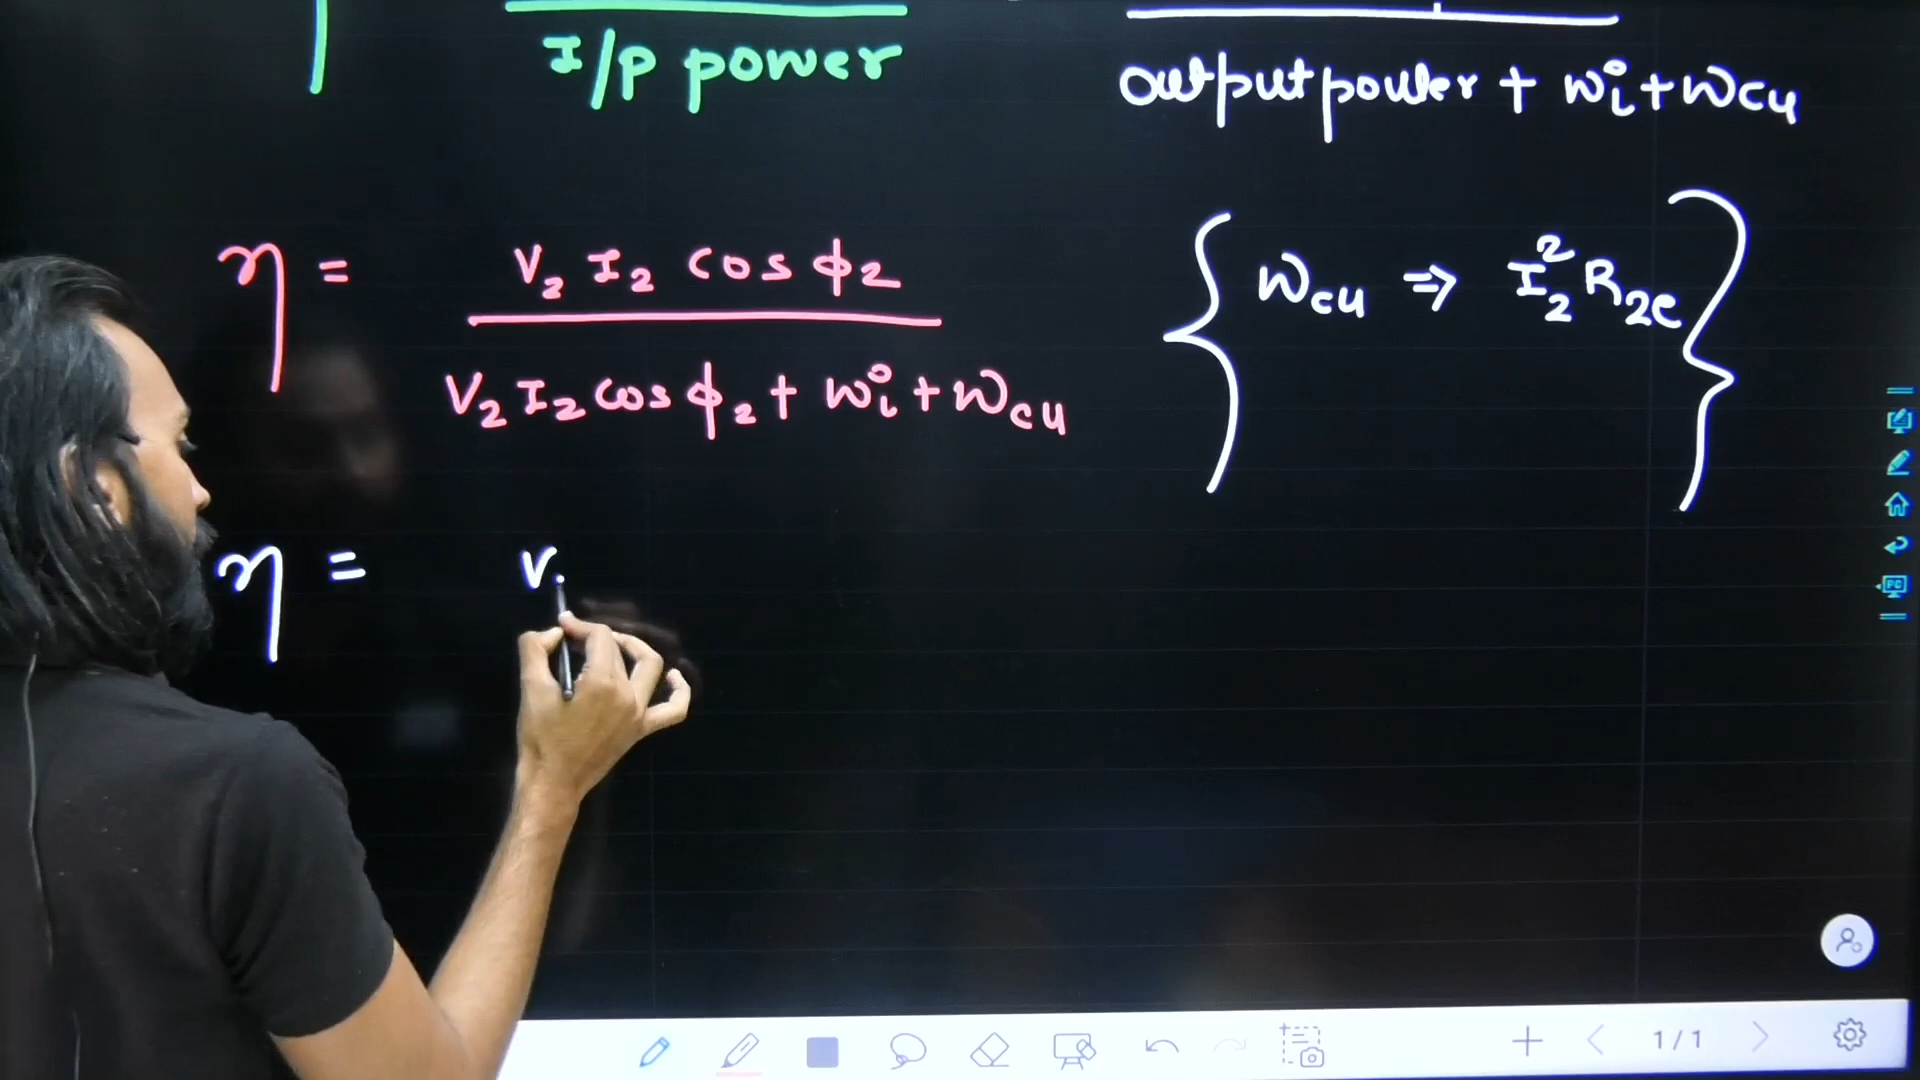 I/p power
output power + Wi + Wcu
η = V₂ I₂ cos ϕ₂ / V₂ I₂ cos ϕ₂ + Wi + Wcu
{ Wcu ⇒ I₂² R₂e }
η = V
1/1